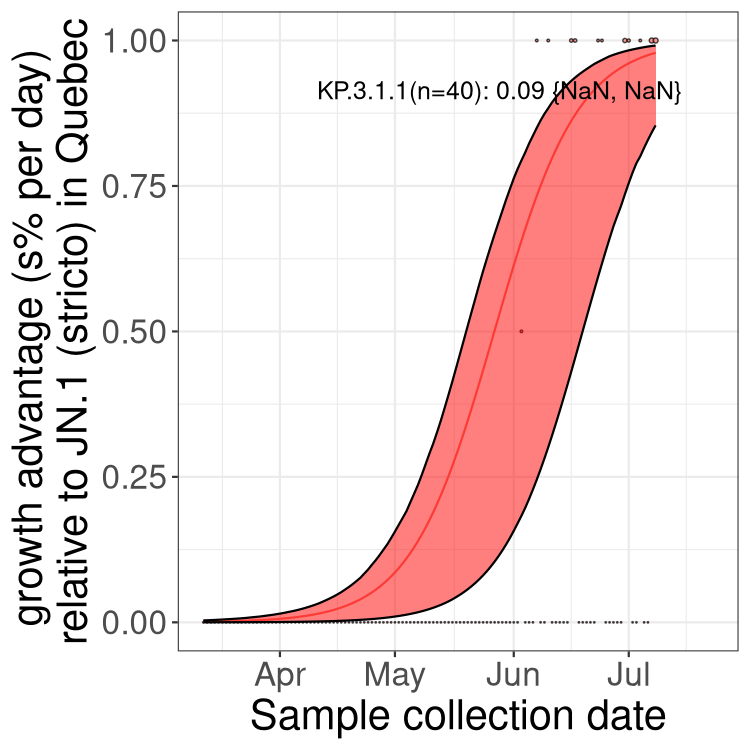 growth advantage (s% per day)
relative to JN.1 (stricto) in Quebec
1.00
0.75
0.50
0.25
0.00
KP.3.1.1(n=40): 0.09 {NaN, NaN}
Apr May Jun Jul
Sample collection date